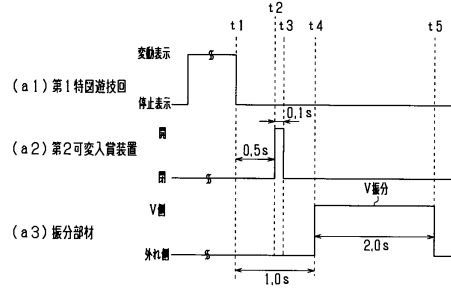 t1
t2
t3
t4
t5
変動表示
(a1)第1特図遊技回
停止表示
0,1s
開
(a2)第2可変入賞装置
0,5s
閉
V側
V振分
(a3)振分部材
2,0s
外れ側
1,0s